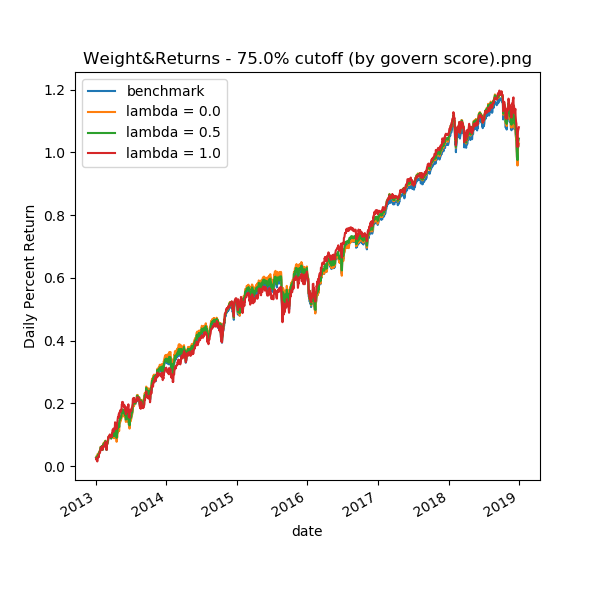 Weight&Returns - 75.0% cutoff (by govern score).png
benchmark
lambda = 0.0
lambda = 0.5
lambda = 1.0
Daily Percent Return
1.2
1.0
0.8
0.6
0.4
0.2
0.0
2013 2014 2015 2016 2017 2018 2019
date